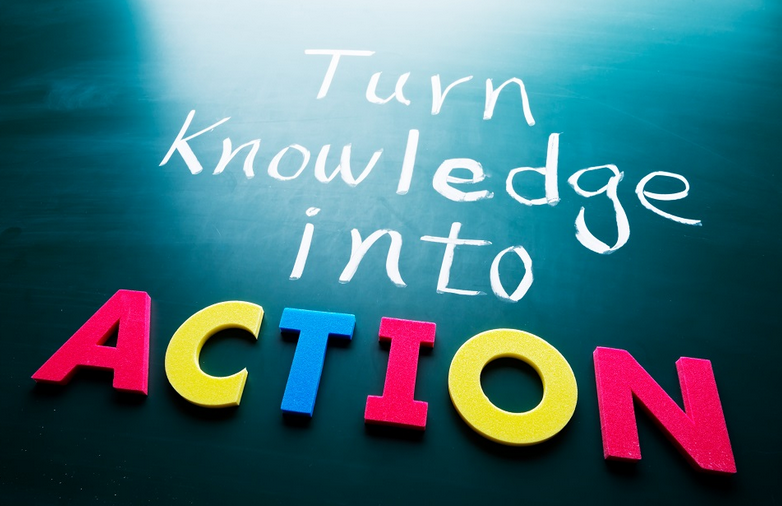 Turn
Knowledge
into
ACTION